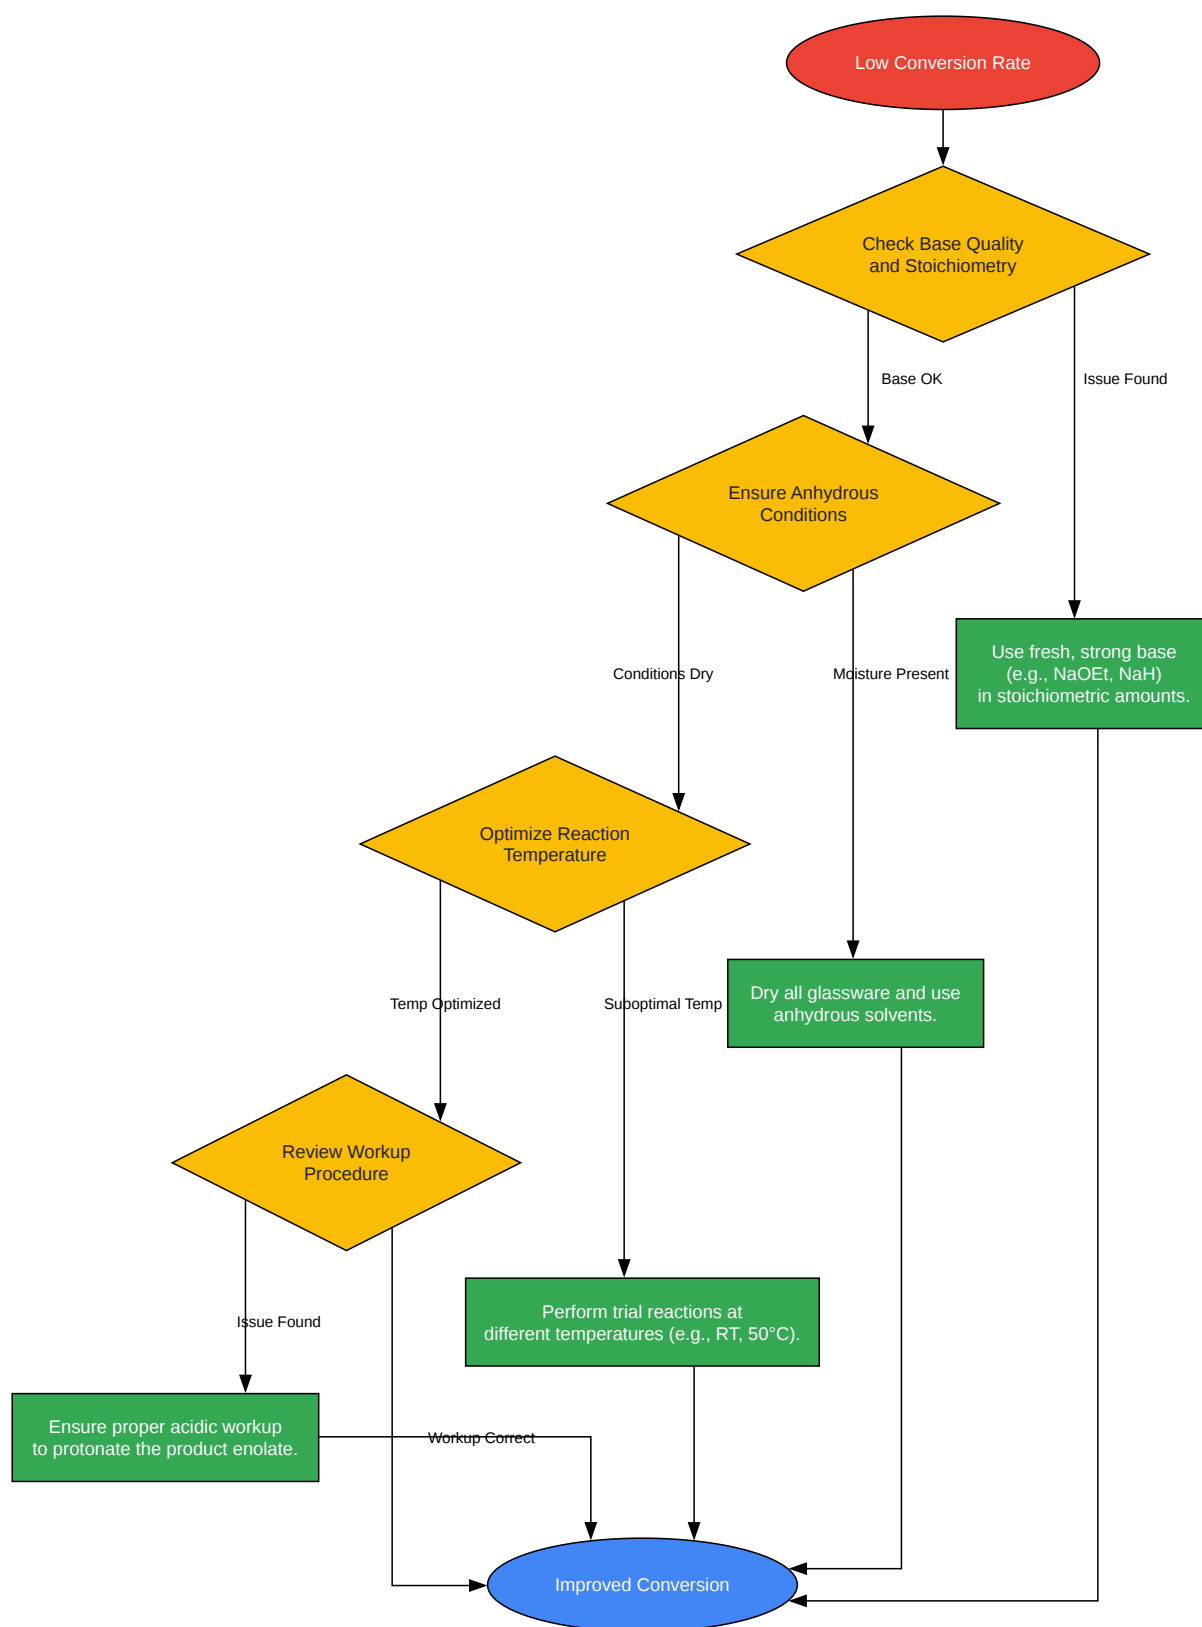 Low Conversion Rate
Check Base Quality
and Stoichiometry
Base OK
Issue Found
Ensure Anhydrous
Conditions
Conditions Dry
Moisture Present
Use fresh, strong base
(e.g., NaOEt, NaH)
in stoichiometric amounts.
Optimize Reaction
Temperature
Temp Optimized
Suboptimal Temp
Dry all glassware and use
anhydrous solvents.
Review Workup
Procedure
Issue Found
Perform trial reactions at
different temperatures (e.g., RT, 50°C).
Ensure proper acidic workup
to protonate the product enolate.
Workup Correct
Improved Conversion